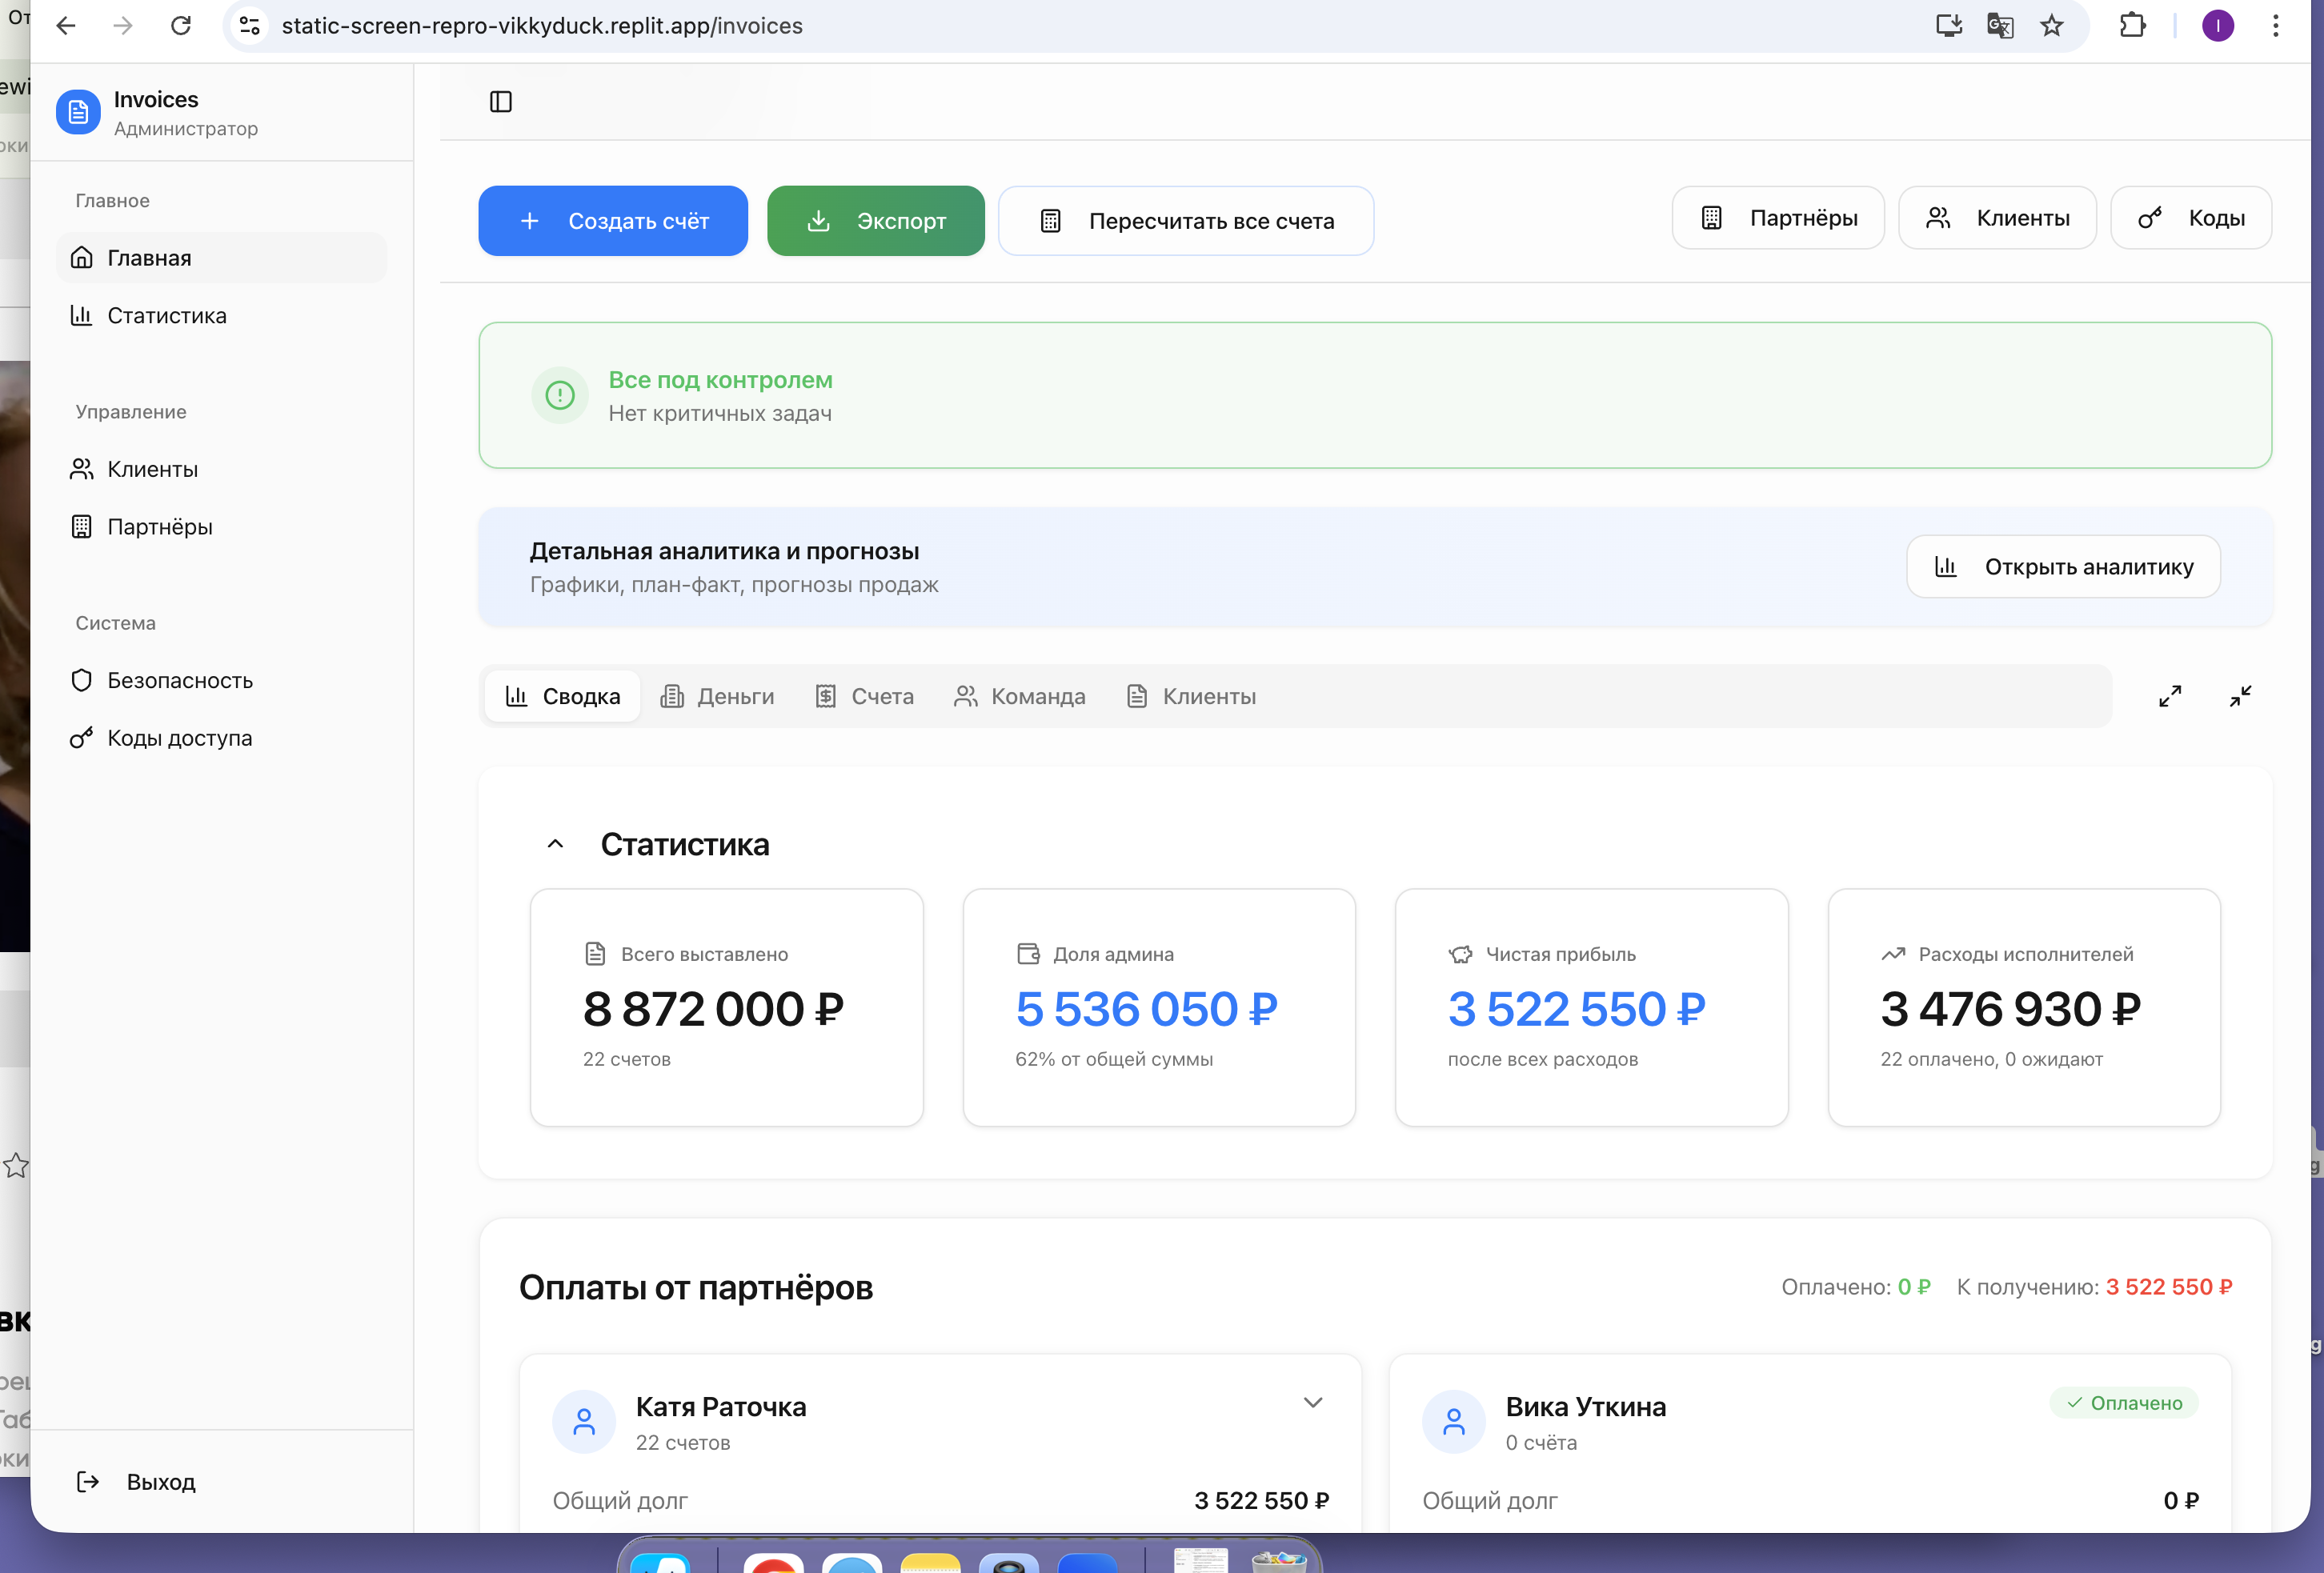 static-screen-repro-vikkyduck.replit.app/invoices
I
Invoices
Администратор
Главное
Главная
Статистика
Управление
Клиенты
Партнёры
Система
Безопасность
Коды доступа
Выход
Создать счёт
Экспорт
Пересчитать все счета
Партнёры
Клиенты
Коды
Все под контролем
Нет критичных задач
Детальная аналитика и прогнозы
Графики, план-факт, прогнозы продаж
Открыть аналитику
Сводка
Деньги
Счета
Команда
Клиенты
Статистика
Всего выставлено
8 872 000 ₽
22 счетов
Доля админа
5 536 050 ₽
62% от общей суммы
Чистая прибыль
3 522 550 ₽
после всех расходов
Расходы исполнителей
3 476 930 ₽
22 оплачено, 0 ожидают
Оплаты от партнёров
Оплачено: 0 ₽ К получению: 3 522 550 ₽
Катя Раточка
22 счетов
Общий долг
3 522 550 ₽
Вика Уткина
0 счёта
Оплачено
Общий долг
0 ₽